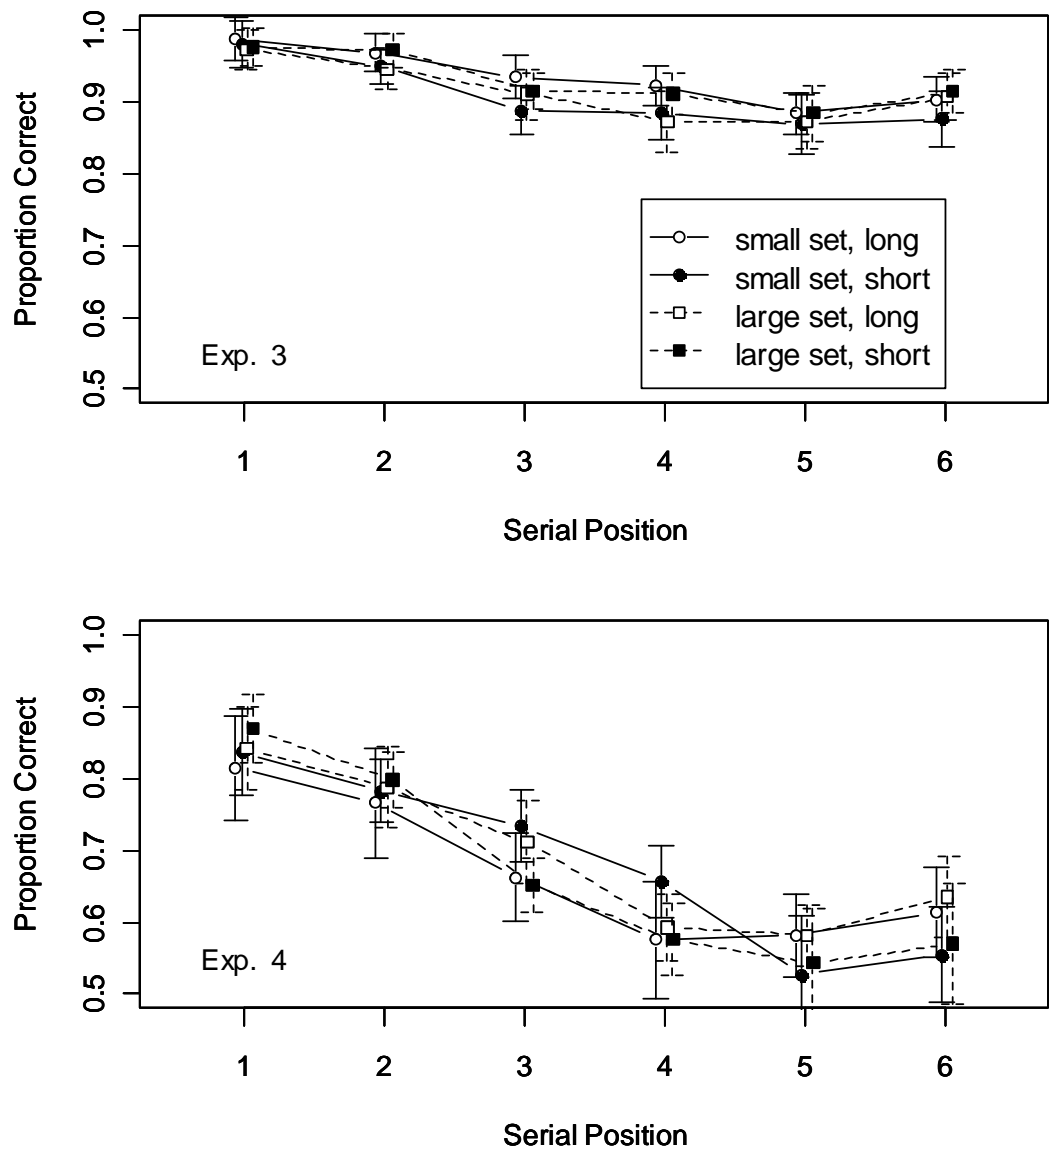 1.0
0.9
0.8
0.7
0.6
0.5
Proportion Correct
small set, long
small set, short
large set, long
large set, short
Exp. 3
1 2 3 4 5 6
Serial Position
1.0
0.9
0.8
0.7
0.6
0.5
Proportion Correct
Exp. 4
1 2 3 4 5 6
Serial Position